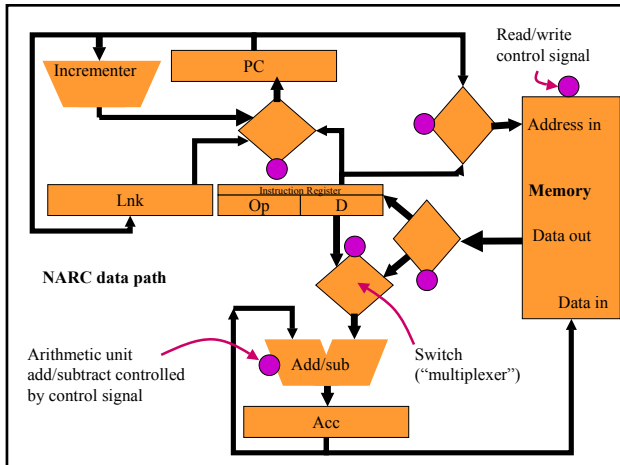 Read/write
control signal
Incrementer
PC
Address in
Instruction Register
Lnk
Op
D
Memory
Data out
NARC data path
Data in
Arithmetic unit
add/subtract controlled
by control signal
Add/sub
Switch
(“multiplexer”)
Acc